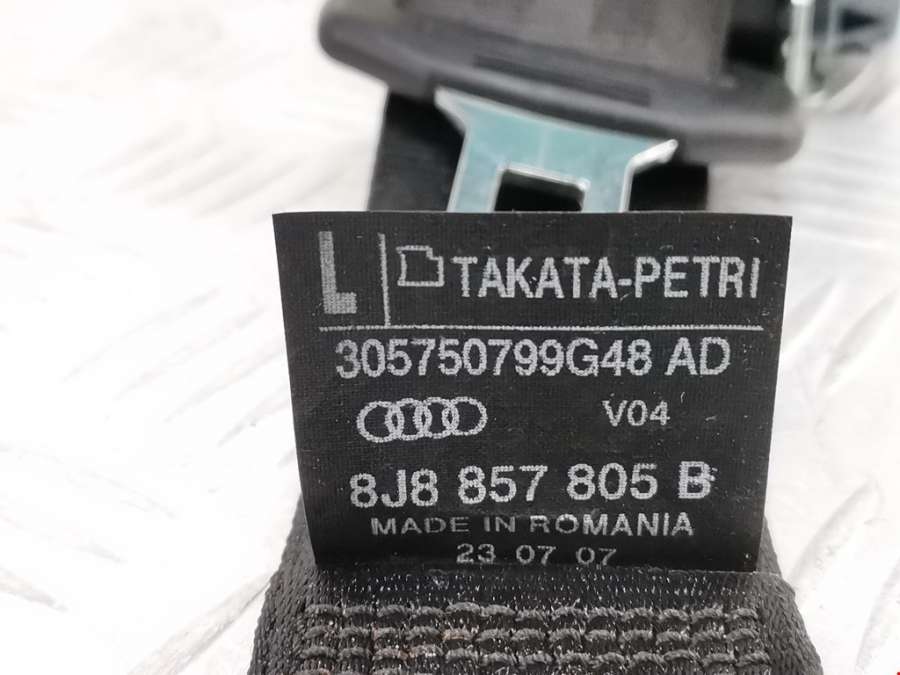 L TAKATA-PETRI
305750799G48 AD
V04
8J8 857 805 B
MADE IN ROMANIA
23 07 07